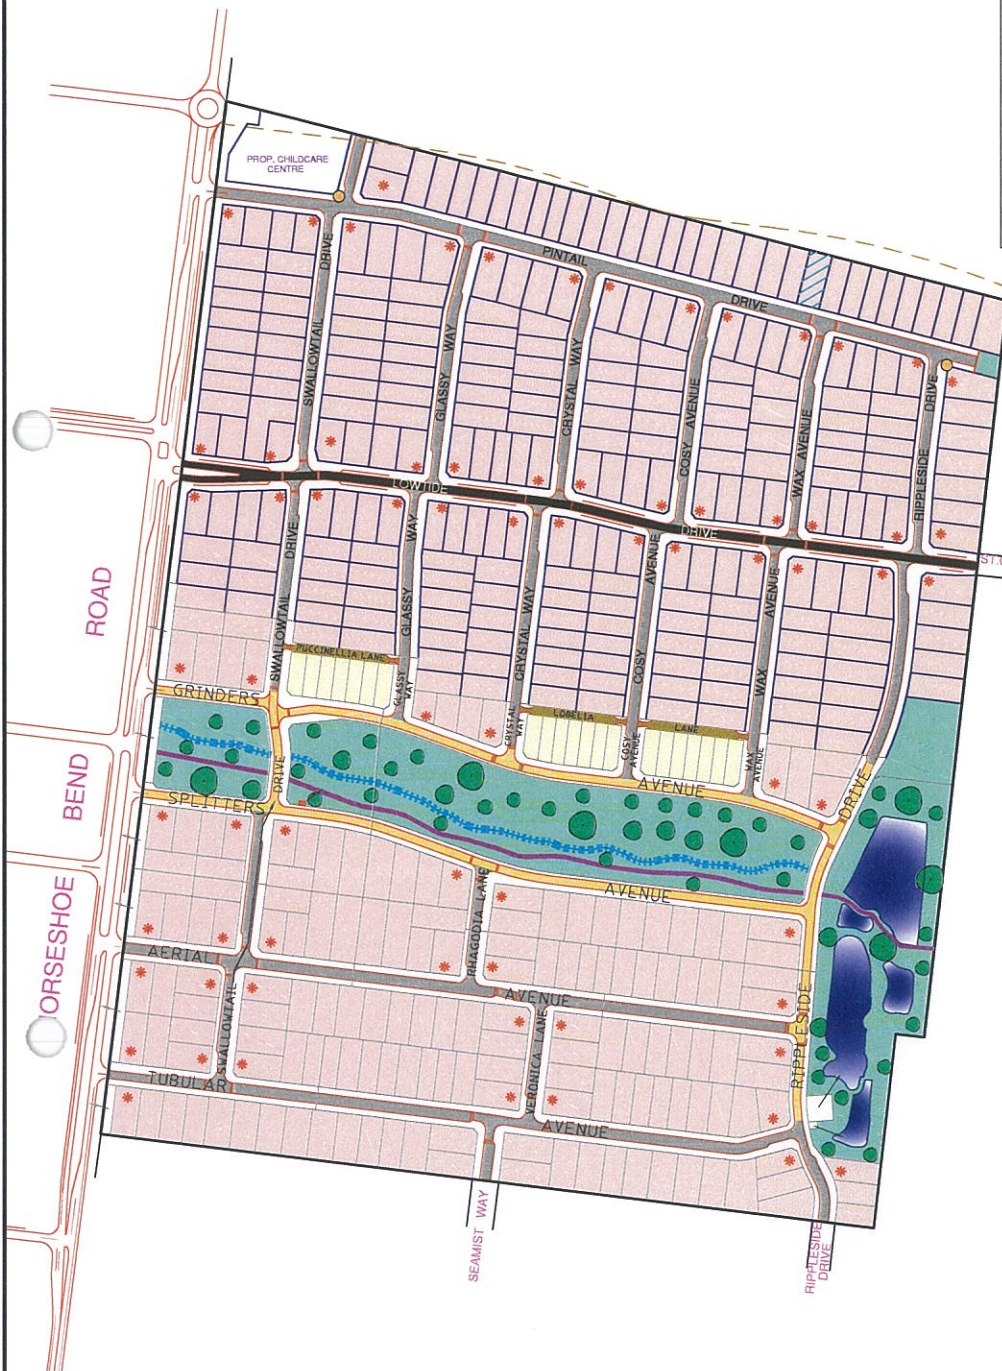 PROP. CHILDCARE
CENTRE
PINTAIL
DRIVE
SWALLOWTAIL
DRIVE
GLASSY
WAY
CRYSTAL
WAY
COSY
AVENUE
WAX
AVENUE
RIPPLESIDE
DRIVE
LOWTIDE
DRIVE
ROAD
BEND
HORSESHOE
SWALLOWTAIL
DRIVE
GLASSY
WAY
CRYSTAL
WAY
COSY
AVENUE
WAX
AVENUE
PUCCINELLIA LANE
GLASSY
WAY
LOBELIA
LANE
CRYSTAL
WAY
COSY
AVENUE
WAX
AVENUE
GRINDERS
AVENUE
DRIVE
DRIVE
SPLITTERS
AVENUE
RHAGODIA LANE
AERIAL
AVENUE
SWALLOWTAIL
VERONICA LANE
RIPPLESIDE
TUBULAR
AVENUE
SEAMIST WAY
RIPPLESIDE
DRIVE